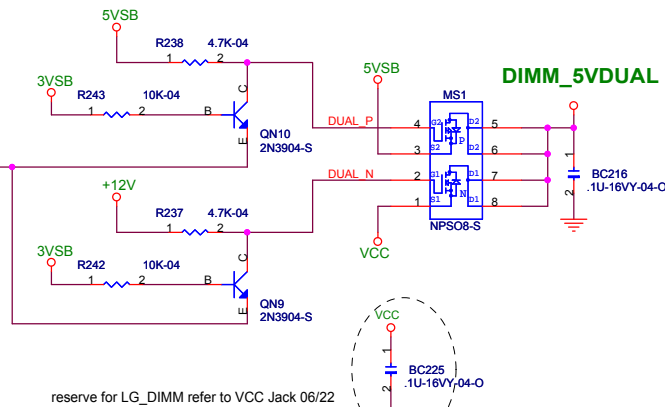 5VSB
R238 4.7K-04
1 2
3VSB
R243 10K-04
1 2 B
C
E
QN10
2N3904-S
5VSB
MS1
DIMM_5VDUAL
DUAL_P 4 G2 D2 5
3 S2 P D2 6
DUAL_N 2 G1 D1 7
1 S1 N D1 8
NPSO8-S
VCC
1
2
BC216
.1U-16VY-04-O
+12V
R237 4.7K-04
1 2
3VSB
R242 10K-04
1 2 B
C
E
QN9
2N3904-S
VCC
1
2
BC225
.1U-16VY-04-O
reserve for LG_DIMM refer to VCC Jack 06/22